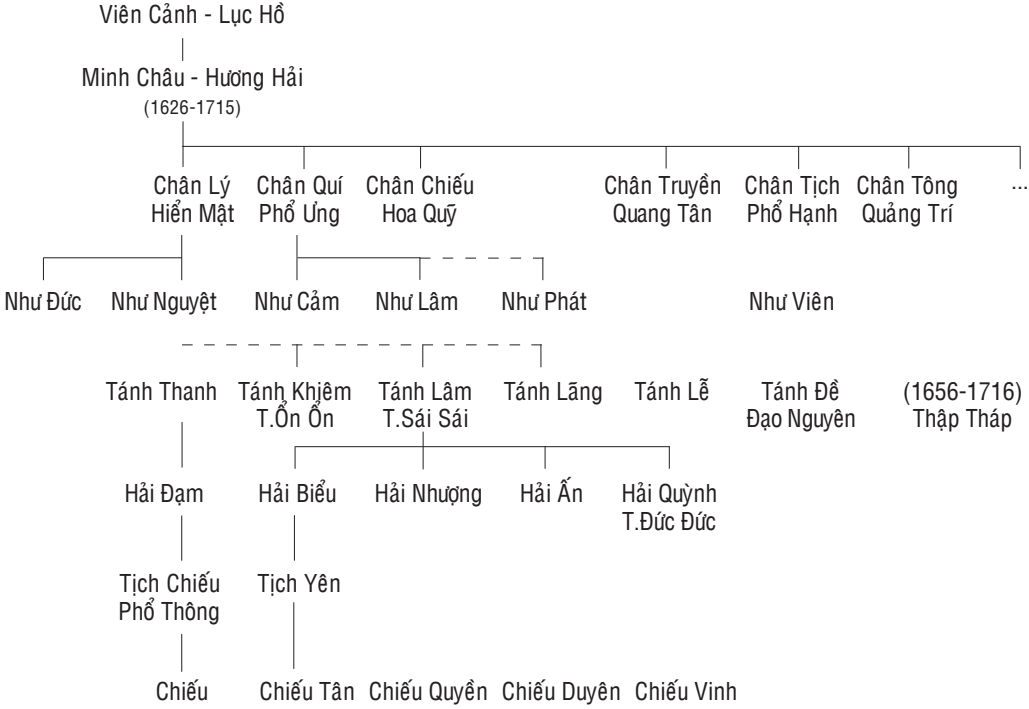 Viên Cảnh - Lục Hồ
Minh Châu - Hương Hải
(1626-1715)
Chân Lý Chân Quí Chân Chiếu Chân Truyền Chân Tịch Chân Tông ...
Hiển Mật Phổ Ưng Hoa Quỹ Quang Tân Phổ Hạnh Quảng Trí
Như Đức Như Nguyệt Như Cảm Như Lâm Như Phát Như Viên
Tánh Thanh Tánh Khiêm Tánh Lâm Tánh Lãng Tánh Lễ Tánh Đề (1656-1716)
T.Ổn Ổn T.Sái Sái Đạo Nguyên Thập Tháp
Hải Đạm Hải Biểu Hải Nhượng Hải Ấn Hải Quỳnh
T.Đức Đức
Tịch Chiếu Tịch Yên
Phổ Thông
Chiếu Chiếu Tân Chiếu Quyền Chiếu Duyên Chiếu Vinh